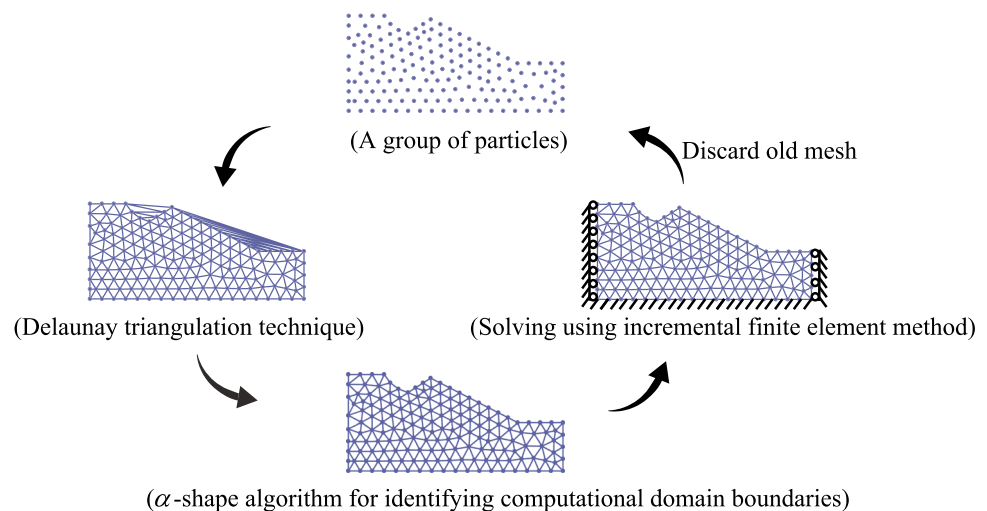 (A group of particles)
Discard old mesh
(Delaunay triangulation technique)
(Solving using incremental finite element method)
(α-shape algorithm for identifying computational domain boundaries)